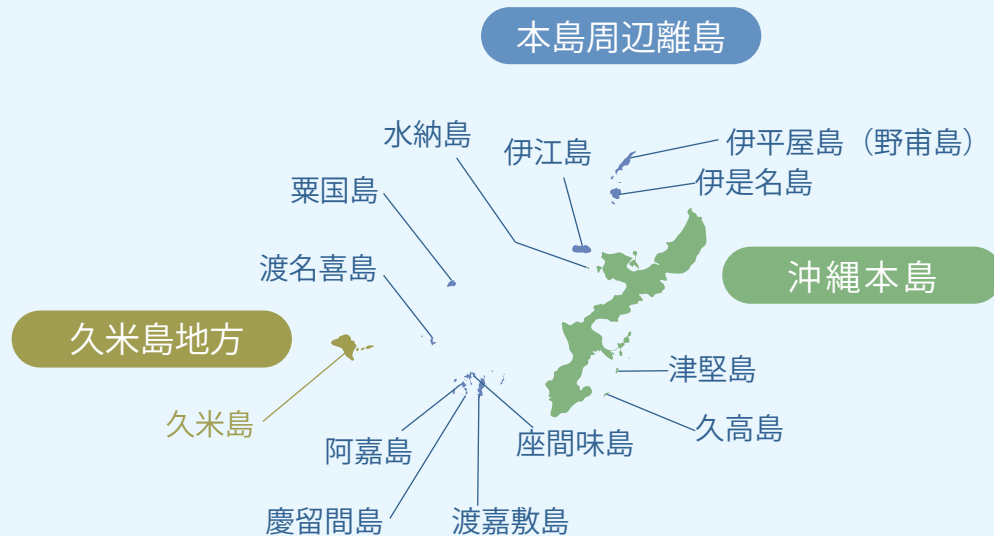 本島周辺離島
水納島
伊江島
伊平屋島（野甫島）
伊是名島
粟国島
渡名喜島
沖縄本島
久米島地方
津堅島
久米島
久高島
阿嘉島
座間味島
慶留間島
渡嘉敷島